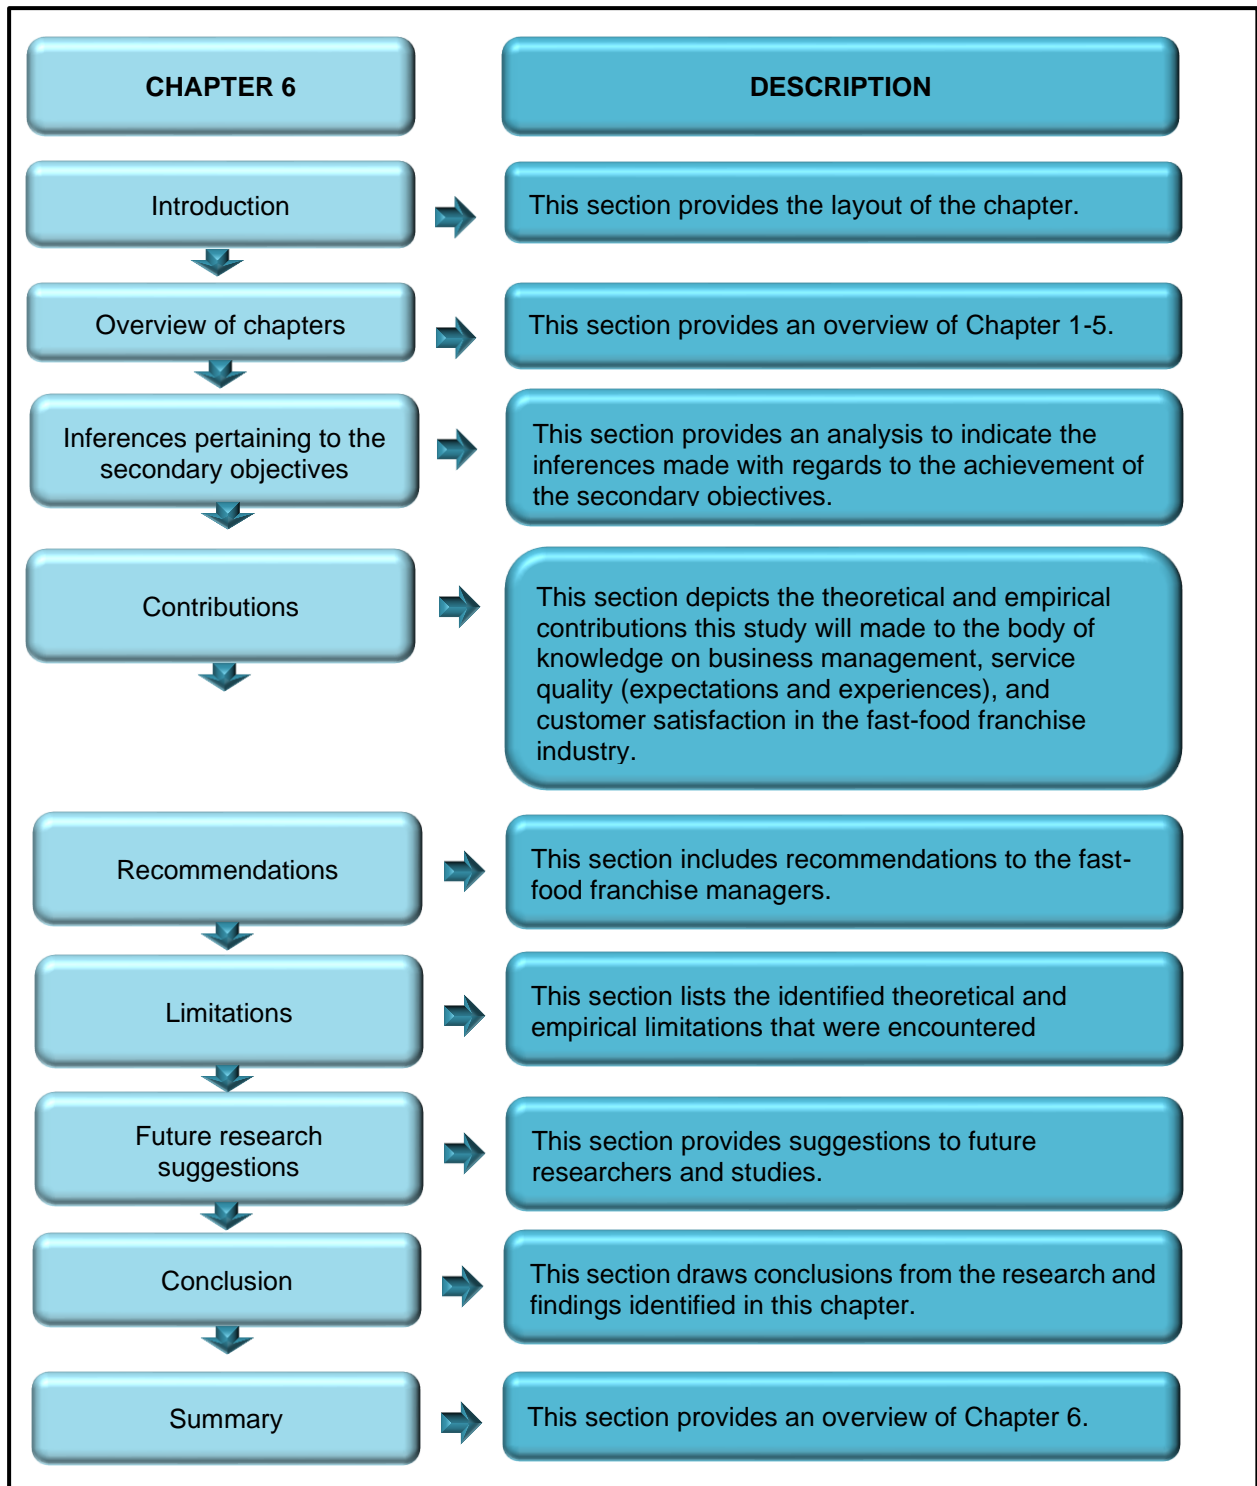 CHAPTER 6
DESCRIPTION
Introduction
This section provides the layout of the chapter.
Overview of chapters
This section provides an overview of Chapter 1-5.
Inferences pertaining to the
secondary objectives
This section provides an analysis to indicate the
inferences made with regards to the achievement of
the secondary objectives.
Contributions
This section depicts the theoretical and empirical
contributions this study will made to the body of
knowledge on business management, service
quality (expectations and experiences), and
customer satisfaction in the fast-food franchise
industry.
Recommendations
This section includes recommendations to the fast-
food franchise managers.
Limitations
This section lists the identified theoretical and
empirical limitations that were encountered
Future research
suggestions
This section provides suggestions to future
researchers and studies.
Conclusion
This section draws conclusions from the research and
findings identified in this chapter.
Summary
This section provides an overview of Chapter 6.